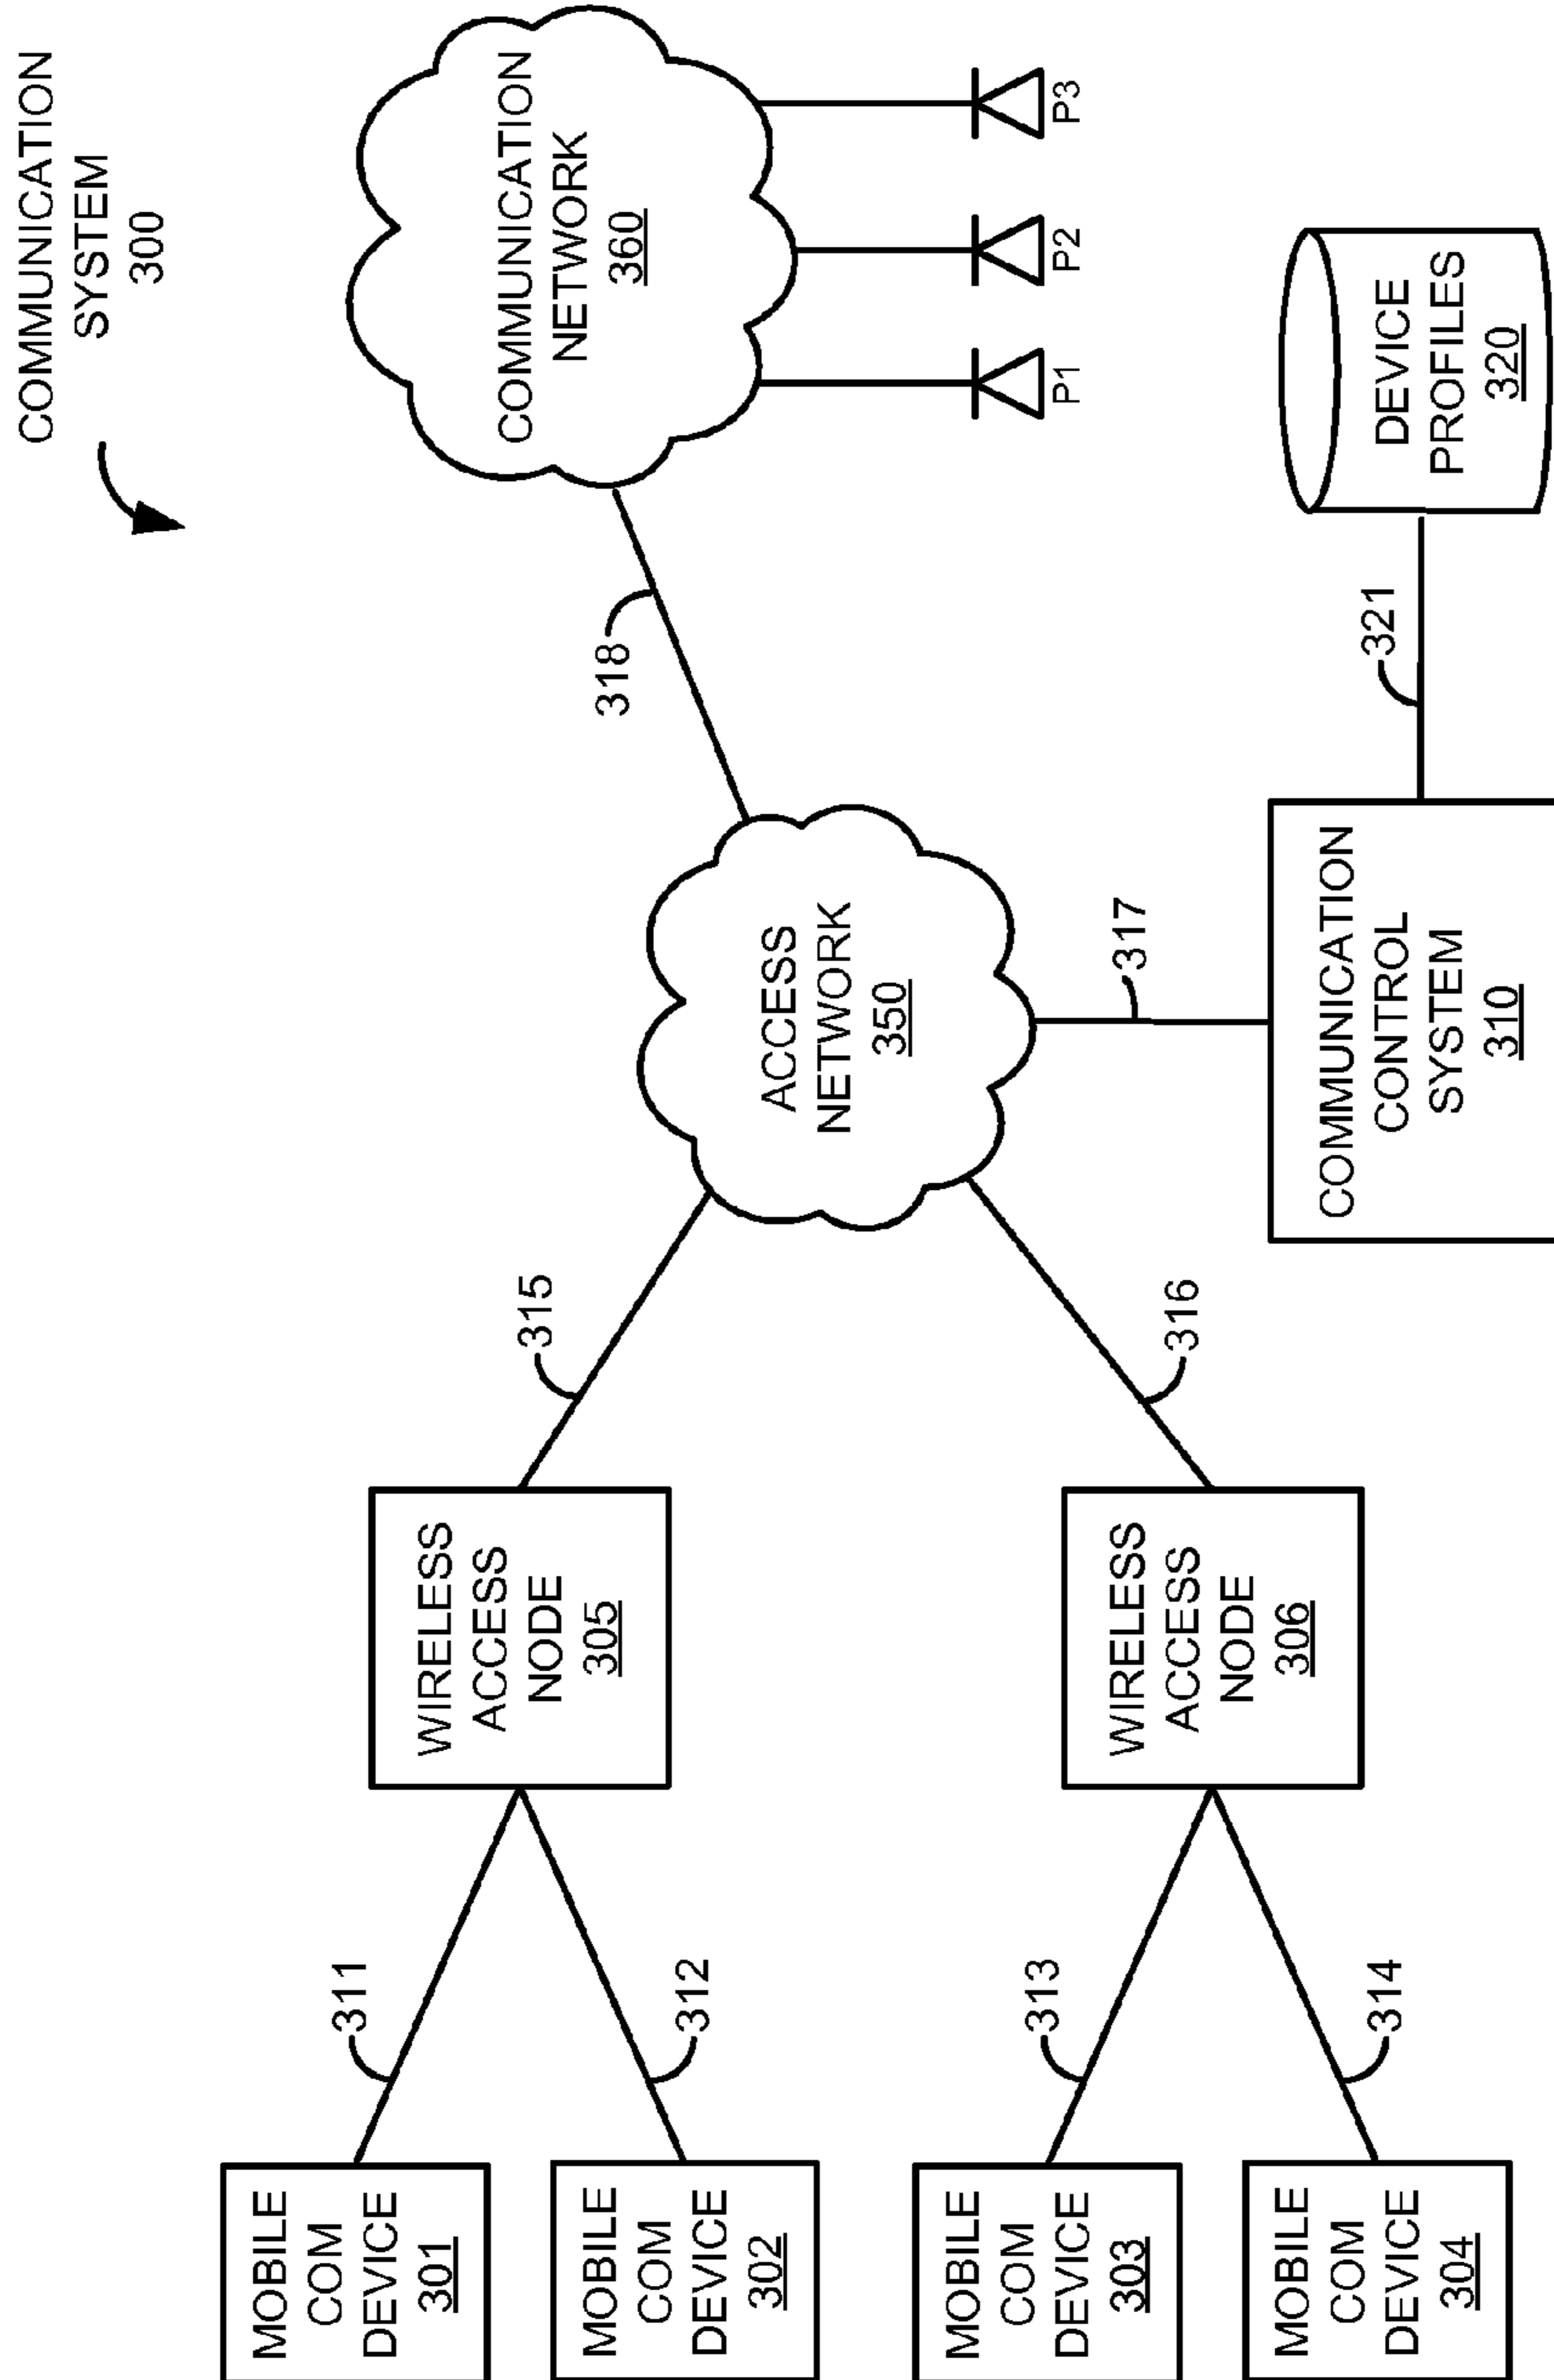 COMMUNICATION
SYSTEM
300
MOBILE
COM
DEVICE
301
311
MOBILE
COM
DEVICE
302
312
WIRELESS
ACCESS
NODE
305
315
MOBILE
COM
DEVICE
303
313
MOBILE
COM
DEVICE
304
314
WIRELESS
ACCESS
NODE
306
316
ACCESS
NETWORK
350
318
COMMUNICATION
NETWORK
360
P1
P2
P3
317
COMMUNICATION
CONTROL
SYSTEM
310
321
DEVICE
PROFILES
320